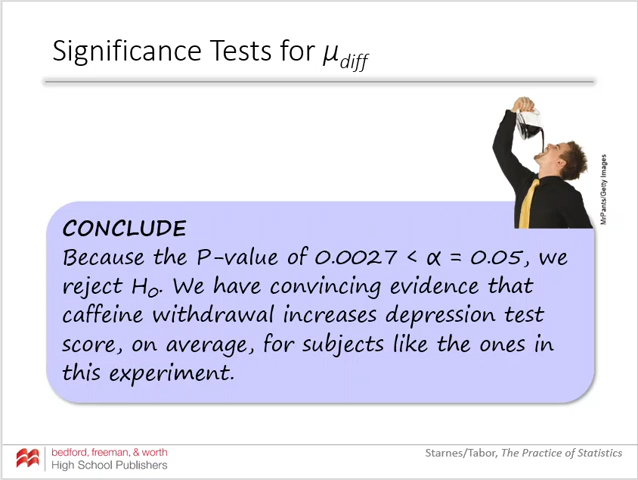 Significance Tests for μdiff
MrPants/Getty Images
CONCLUDE
Because the P-value of 0.0027 < α = 0.05, we
reject H0. We have convincing evidence that
caffeine withdrawal increases depression test
score, on average, for subjects like the ones in
this experiment.
bedford, freeman, & worth
High School Publishers
Starnes/Tabor, The Practice of Statistics